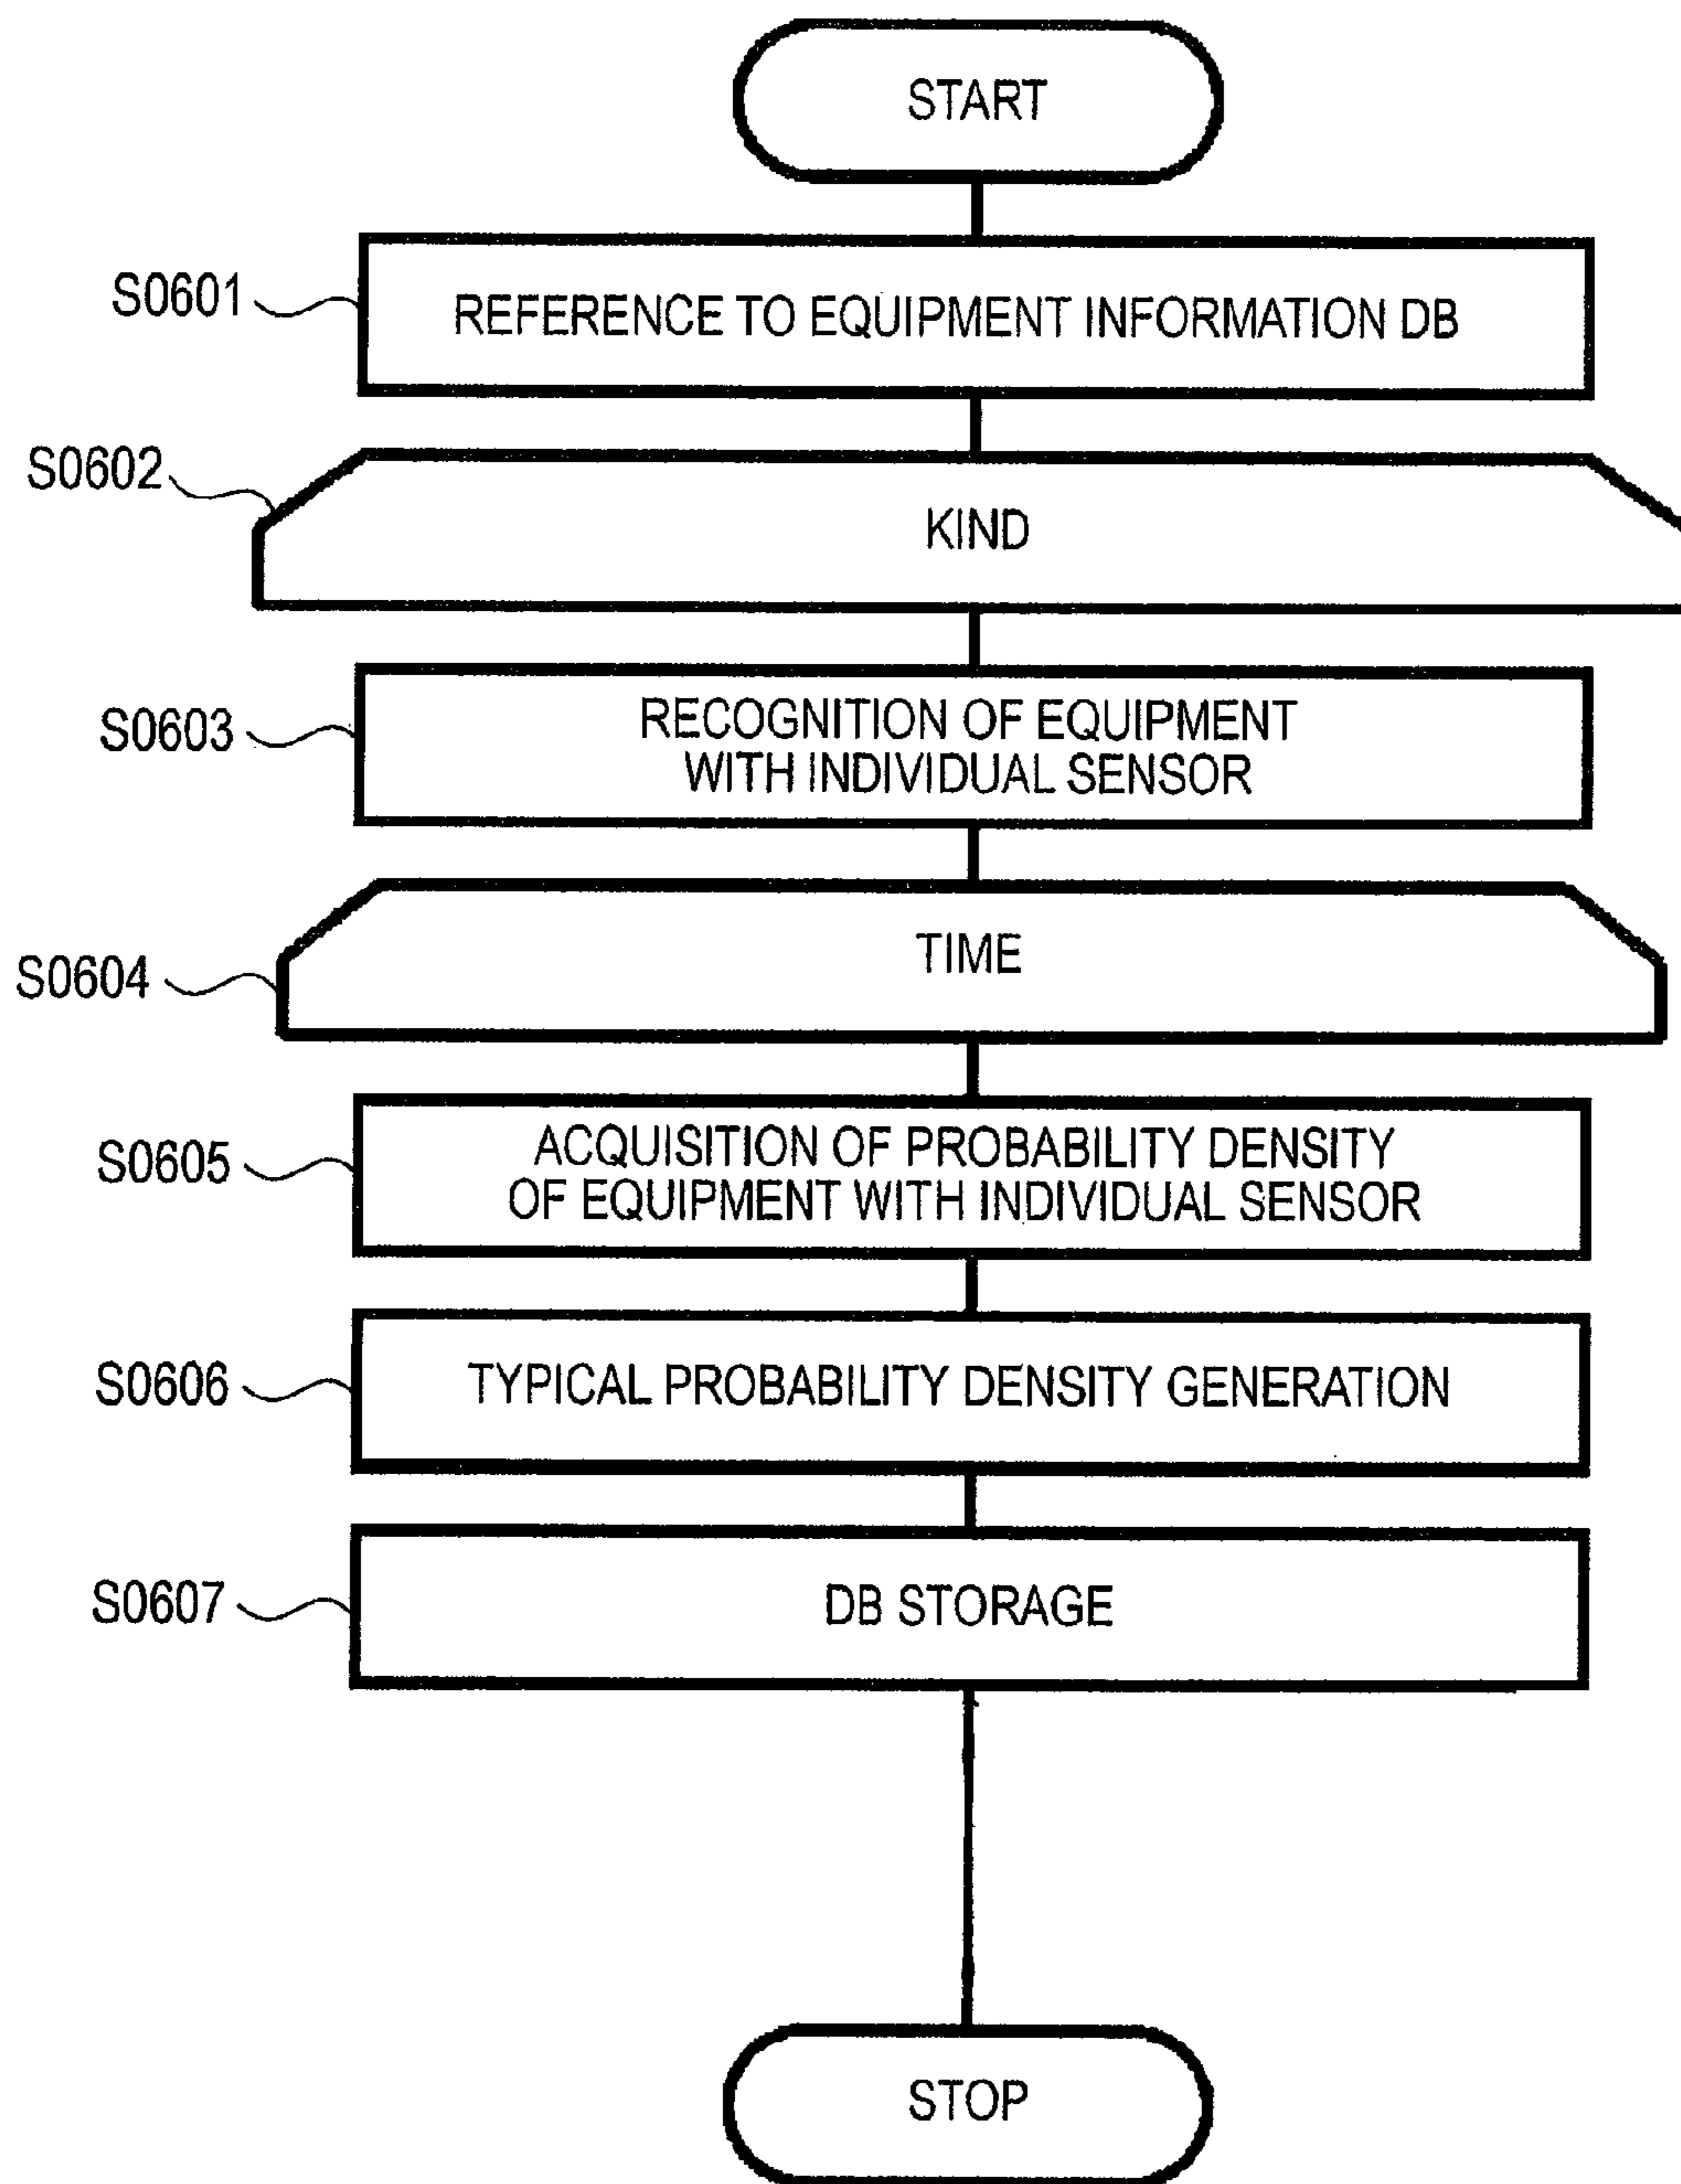 START
S0601
REFERENCE TO EQUIPMENT INFORMATION DB
S0602
KIND
S0603
RECOGNITION OF EQUIPMENT
WITH INDIVIDUAL SENSOR
S0604
TIME
S0605
ACQUISITION OF PROBABILITY DENSITY
OF EQUIPMENT WITH INDIVIDUAL SENSOR
S0606
TYPICAL PROBABILITY DENSITY GENERATION
S0607
DB STORAGE
STOP